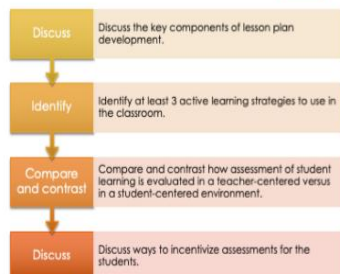 Discuss
Discuss the key components of lesson plan
development.
Identify
Identify at least 3 active learning strategies to use in
the classroom.
Compare
and contrast
Compare and contrast how assessment of student
learning is evaluated in a teacher-centered versus
in a student-centered environment.
Discuss
Discuss ways to incentivize assessments for the
students.